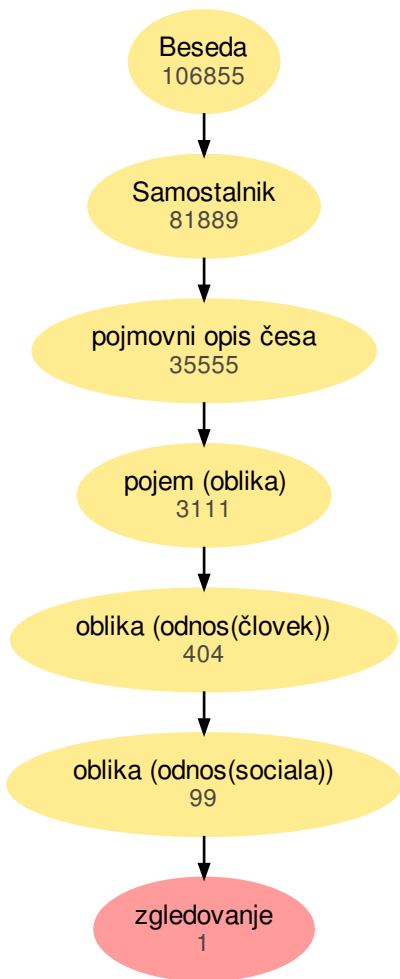 Beseda
106855
Samostalnik
81889
pojmovni opis česa
35555
pojem (oblika)
3111
oblika (odnos(človek))
404
oblika (odnos(sociala))
99
zgledovanje
1